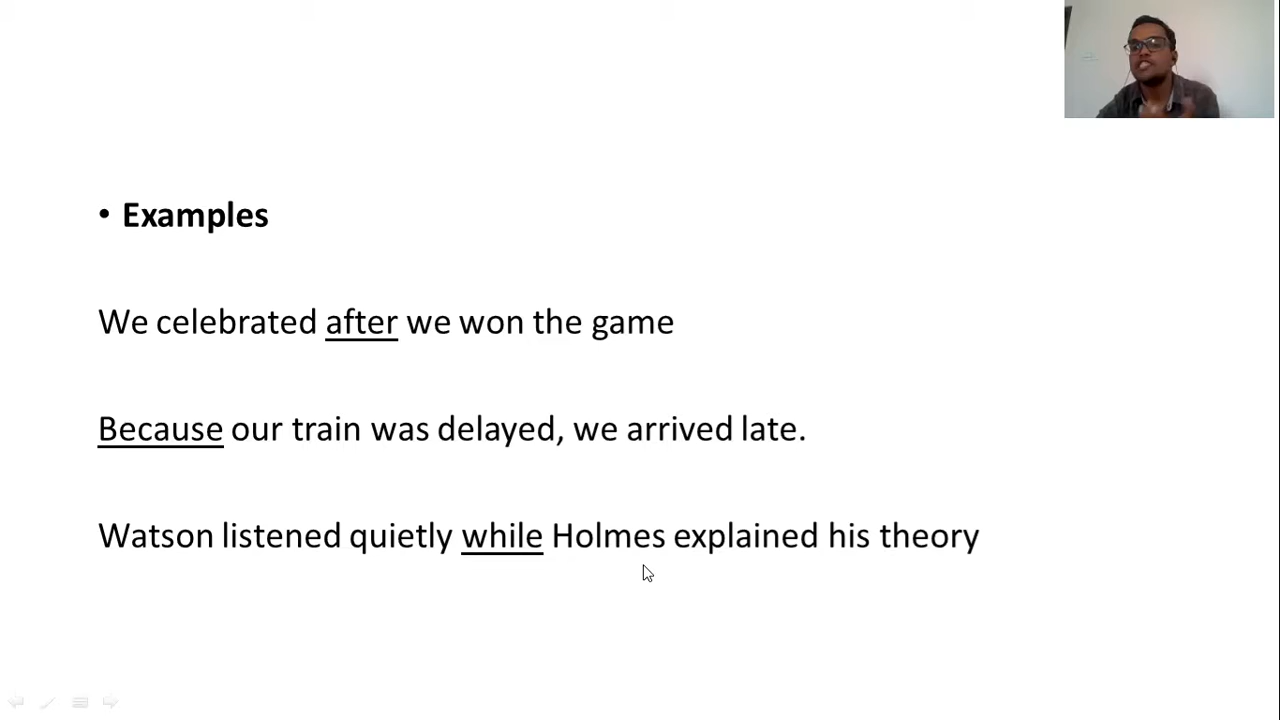 • Examples
We celebrated after we won the game
Because our train was delayed, we arrived late.
Watson listened quietly while Holmes explained his theory